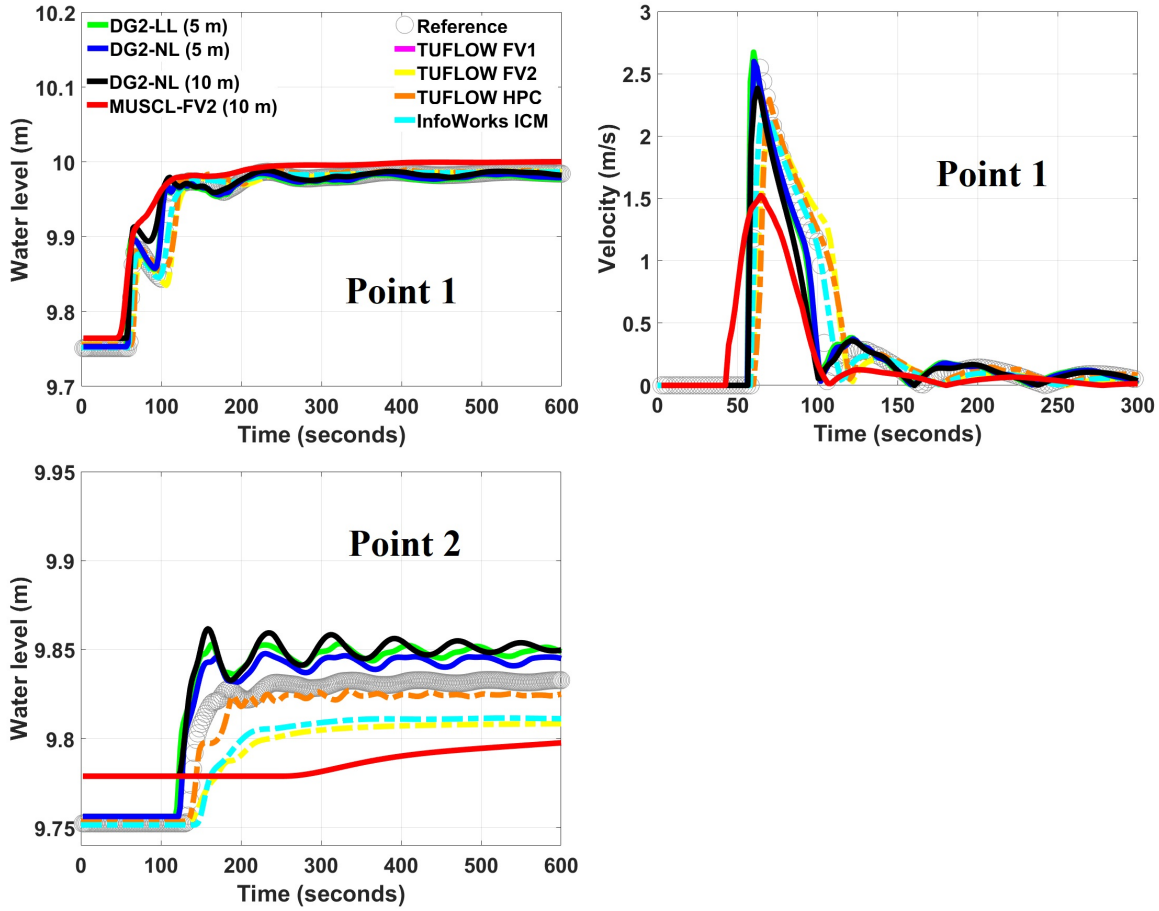 10.2
10.1
10
9.9
9.8
9.7
Water level (m)
DG2-LL (5 m)
DG2-NL (5 m)
DG2-NL (10 m)
MUSCL-FV2 (10 m)
Reference
TUFLOW FV1
TUFLOW FV2
TUFLOW HPC
InfoWorks ICM
Point 1
0 100 200 300 400 500 600
Time (seconds)
3
2.5
2
1.5
1
0.5
0
Velocity (m/s)
Point 1
0 50 100 150 200 250 300
Time (seconds)
9.95
9.9
9.85
9.8
9.75
Water level (m)
Point 2
0 100 200 300 400 500 600
Time (seconds)